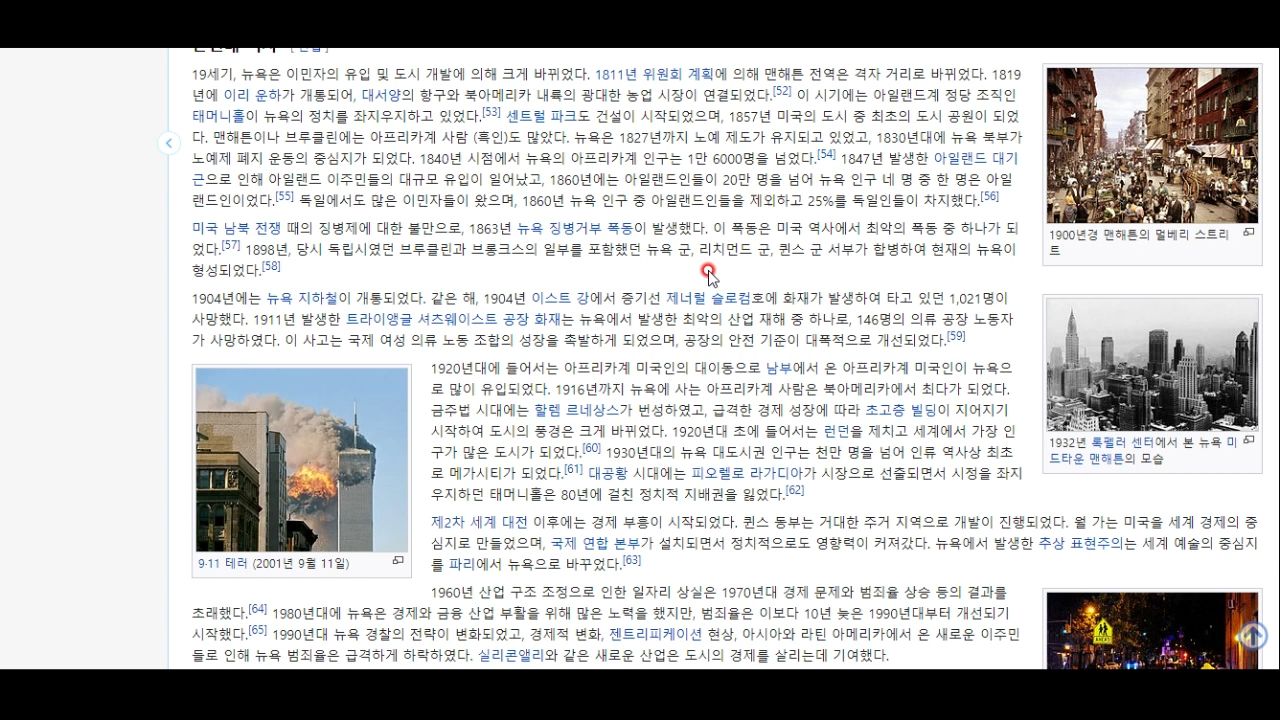 19세기, 뉴욕은 이민자의 유입 및 도시 개발에 의해 크게 바뀌었다. 1811년 위원회 계획에 의해 맨해튼 전역은 격자 거리로 바뀌었다. 1819
년에 이리 운하가 개통되어, 대서양의 항구와 북아메리카 내륙의 광대한 농업 시장이 연결되었다.[52] 이 시기에는 아일랜드계 정당 조직인
태머니홀이 뉴욕의 정치를 좌지우지하고 있었다.[53] 센트럴 파크도 건설이 시작되었으며, 1857년 미국의 도시 중 최초의 도시 공원이 되었
다. 맨해튼이나 브루클린에는 아프리카계 사람 (흑인)도 많았다. 뉴욕은 1827년까지 노예 제도가 유지되고 있었고, 1830년대에 뉴욕 북부가
노예제 폐지 운동의 중심지가 되었다. 1840년 시점에서 뉴욕의 아프리카계 인구는 1만 6000명을 넘었다.[54] 1847년 발생한 아일랜드 대기
근으로 인해 아일랜드 이주민들의 대규모 유입이 일어났고, 1860년에는 아일랜드인들이 20만 명을 넘어 뉴욕 인구 네 명 중 한 명은 아일
랜드인이었다.[55] 독일에서도 많은 이민자들이 왔으며, 1860년 뉴욕 인구 중 아일랜드인들을 제외하고 25%를 독일인들이 차지했다.[56]
1900년경 맨해튼의 멀베리 스트리
트
미국 남북 전쟁 때의 징병제에 대한 불만으로, 1863년 뉴욕 징병거부 폭동이 발생했다. 이 폭동은 미국 역사에서 최악의 폭동 중 하나가 되
었다.[57] 1898년, 당시 독립시였던 브루클린과 브롱크스의 일부를 포함했던 뉴욕 군, 리치먼드 군, 퀸스 군 서부가 합병하여 현재의 뉴욕이
형성되었다.[58]
1904년에는 뉴욕 지하철이 개통되었다. 같은 해, 1904년 이스트 강에서 증기선 제너럴 슬로컴호에 화재가 발생하여 타고 있던 1,021명이
사망했다. 1911년 발생한 트라이앵글 셔츠웨이스트 공장 화재는 뉴욕에서 발생한 최악의 산업 재해 중 하나로, 146명의 의류 공장 노동자
가 사망하였다. 이 사고는 국제 여성 의류 노동 조합의 성장을 촉발하게 되었으며, 공장의 안전 기준이 대폭적으로 개선되었다.[59]
1932년 록펠러 센터에서 본 뉴욕 미
드타운 맨해튼의 모습
9·11 테러 (2001년 9월 11일)
1920년대에 들어서는 아프리카계 미국인의 대이동으로 남부에서 온 아프리카계 미국인이 뉴욕으
로 많이 유입되었다. 1916년까지 뉴욕에 사는 아프리카계 사람은 북아메리카에서 최다가 되었다.
금주법 시대에는 할렘 르네상스가 번성하였고, 급격한 경제 성장에 따라 초고층 빌딩이 지어지기
시작하여 도시의 풍경은 크게 바뀌었다. 1920년대 초에 들어서는 런던을 제치고 세계에서 가장 인
구가 많은 도시가 되었다.[60] 1930년대의 뉴욕 대도시권 인구는 천만 명을 넘어 인류 역사상 최초
로 메가시티가 되었다.[61] 대공황 시대에는 피오렐로 라가디아가 시장으로 선출되면서 시정을 좌지
우지하던 태머니홀은 80년에 걸친 정치적 지배권을 잃었다.[62]
제2차 세계 대전 이후에는 경제 부흥이 시작되었다. 퀸스 동부는 거대한 주거 지역으로 개발이 진행되었다. 월 가는 미국을 세계 경제의 중
심지로 만들었으며, 국제 연합 본부가 설치되면서 정치적으로도 영향력이 커져갔다. 뉴욕에서 발생한 추상 표현주의는 세계 예술의 중심지
를 파리에서 뉴욕으로 바꾸었다.[63]
1960년 산업 구조 조정으로 인한 일자리 상실은 1970년대 경제 문제와 범죄율 상승 등의 결과를
초래했다.[64] 1980년대에 뉴욕은 경제와 금융 산업 부활을 위해 많은 노력을 했지만, 범죄율은 이보다 10년 늦은 1990년대부터 개선되기
시작했다.[65] 1990년대 뉴욕 경찰의 전략이 변화되었고, 경제적 변화, 젠트리피케이션 현상, 아시아와 라틴 아메리카에서 온 새로운 이주민
들로 인해 뉴욕 범죄율은 급격하게 하락하였다. 실리콘앨리와 같은 새로운 산업은 도시의 경제를 살리는데 기여했다.